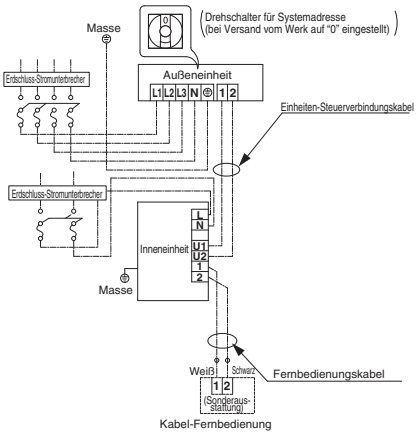 (Drehschalter für Systemadresse
(bei Versand vom Werk auf "0" eingestellt))
Masse
Erdschluss-Stromunterbrecher
Außeneinheit
L1 L2 L3 N 1 2
Einheiten-Steuerverbindungskabel
Erdschluss-Stromunterbrecher
L
N
Inneneinheit
U1
U2
1
2
Masse
Weiß
Schwarz
1 2
(Sonderaus-
stattung)
Fernbedienungskabel
Kabel-Fernbedienung